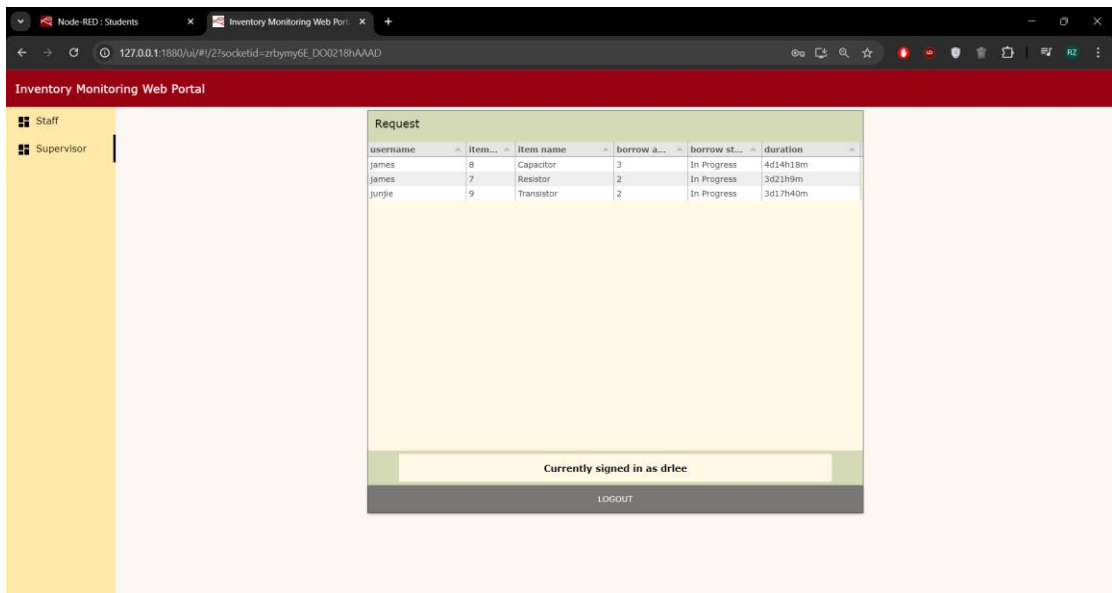 Node-RED : Students
Inventory Monitoring Web Port
127.0.0.1:1880/ui/#!/2?socketid=zrbymy6E_DO0218hAAAD
RZ
Inventory Monitoring Web Portal
Staff
Supervisor
Request
username item... item name borrow a... borrow st... duration
james 8 Capacitor 3 In Progress 4d14h18m
james 7 Resistor 2 In Progress 3d21h9m
junjie 9 Transistor 2 In Progress 3d17h40m
Currently signed in as drlee
LOGOUT